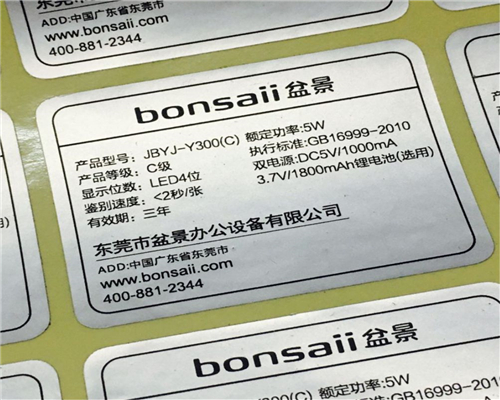 东莞市
ADD:中国广东省东莞市
www.bonsaii.com
400-881-2344
bonsaii 盆景
产品型号: JBYJ-Y300(C) 额定功率:5W
产品等级: C级 执行标准:GB16999-2010
显示位数: LED4位 双电源:DC5V/1000mA
鉴别速度: <2秒/张 3.7V/1800mAh锂电池(选用)
有效期: 三年
东莞市盆景办公设备有限公司
ADD:中国广东省东莞市
www.bonsaii.com
400-881-2344
bonsaii 盆景
300(C) 额定功率:5W
GB16999-2010